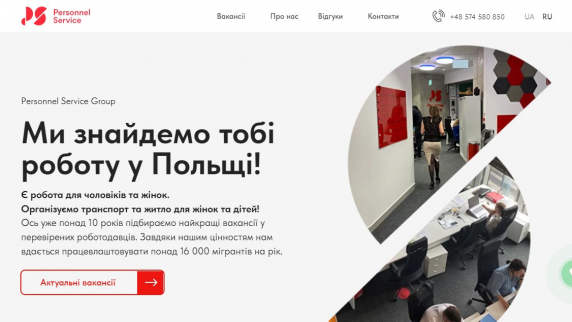 Personnel
Service
Вакансії Про нас Відгуки Контакти +48 574 580 850 UA RU
Personnel Service Group
Ми знайдемо тобі
роботу у Польщі!
Є робота для чоловіків та жінок.
Організуємо транспорт та житло для жінок та дітей!
Ось уже понад 10 років підбираємо найкращі вакансії у
перевірених роботодавців. Завдяки нашим цінностям нам
вдається працевлаштовувати понад 16 000 мігрантів на рік.
Актуальні вакансії